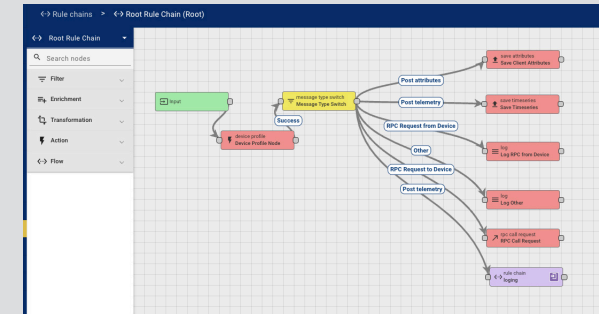 Rule chains > Root Rule Chain (Root)
Root Rule Chain
Search nodes
Filter
Enrichment
Transformation
Action
Flow
Input
device profile
Device Profile Node
Success
message type switch
Message Type Switch
Post attributes
Post telemetry
RPC Request from Device
Other
RPC Request to Device
Post telemetry
save attributes
Save Client Attributes
save timeseries
Save Timeseries
log
Log RPC from Device
log
Log Other
rpc call request
RPC Call Request
rule chain
loging